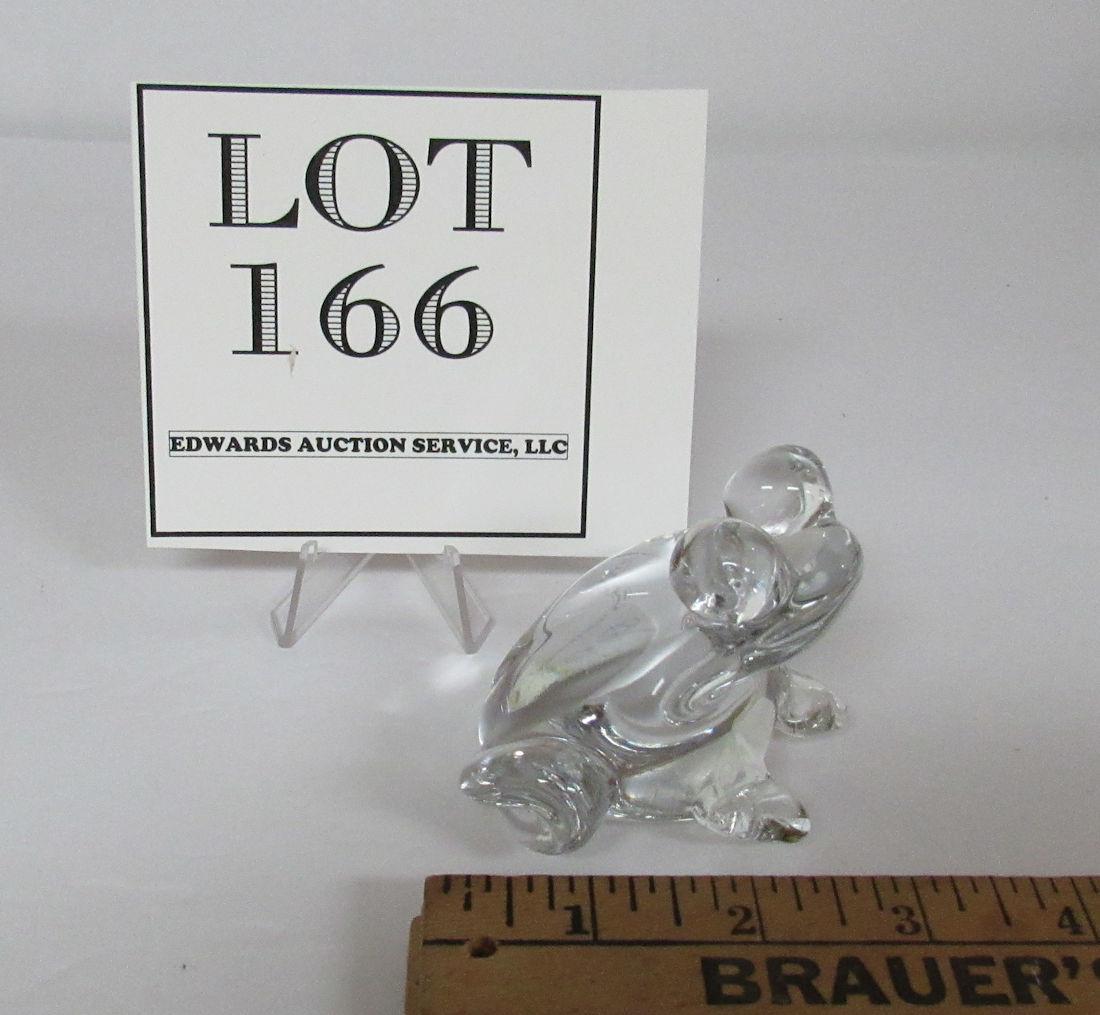 LOT
166
EDWARDS AUCTION SERVICE, LLC
1 2 3 4
BRAUER'S